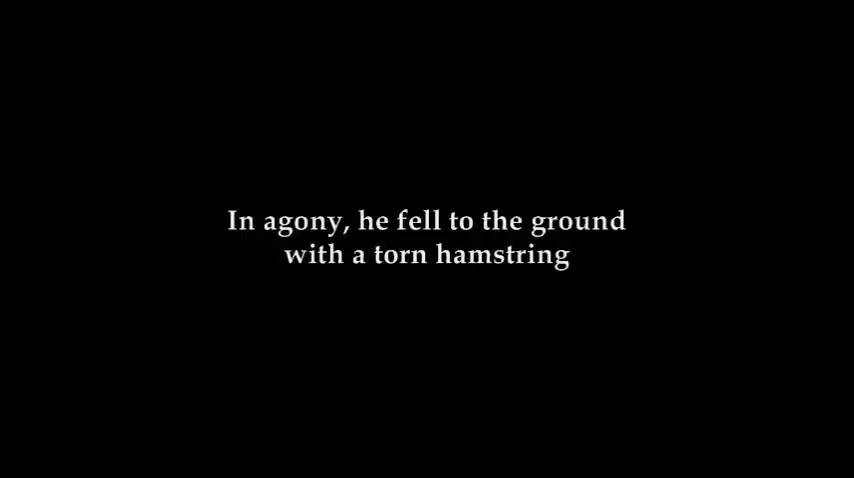 In agony, he fell to the ground
with a torn hamstring